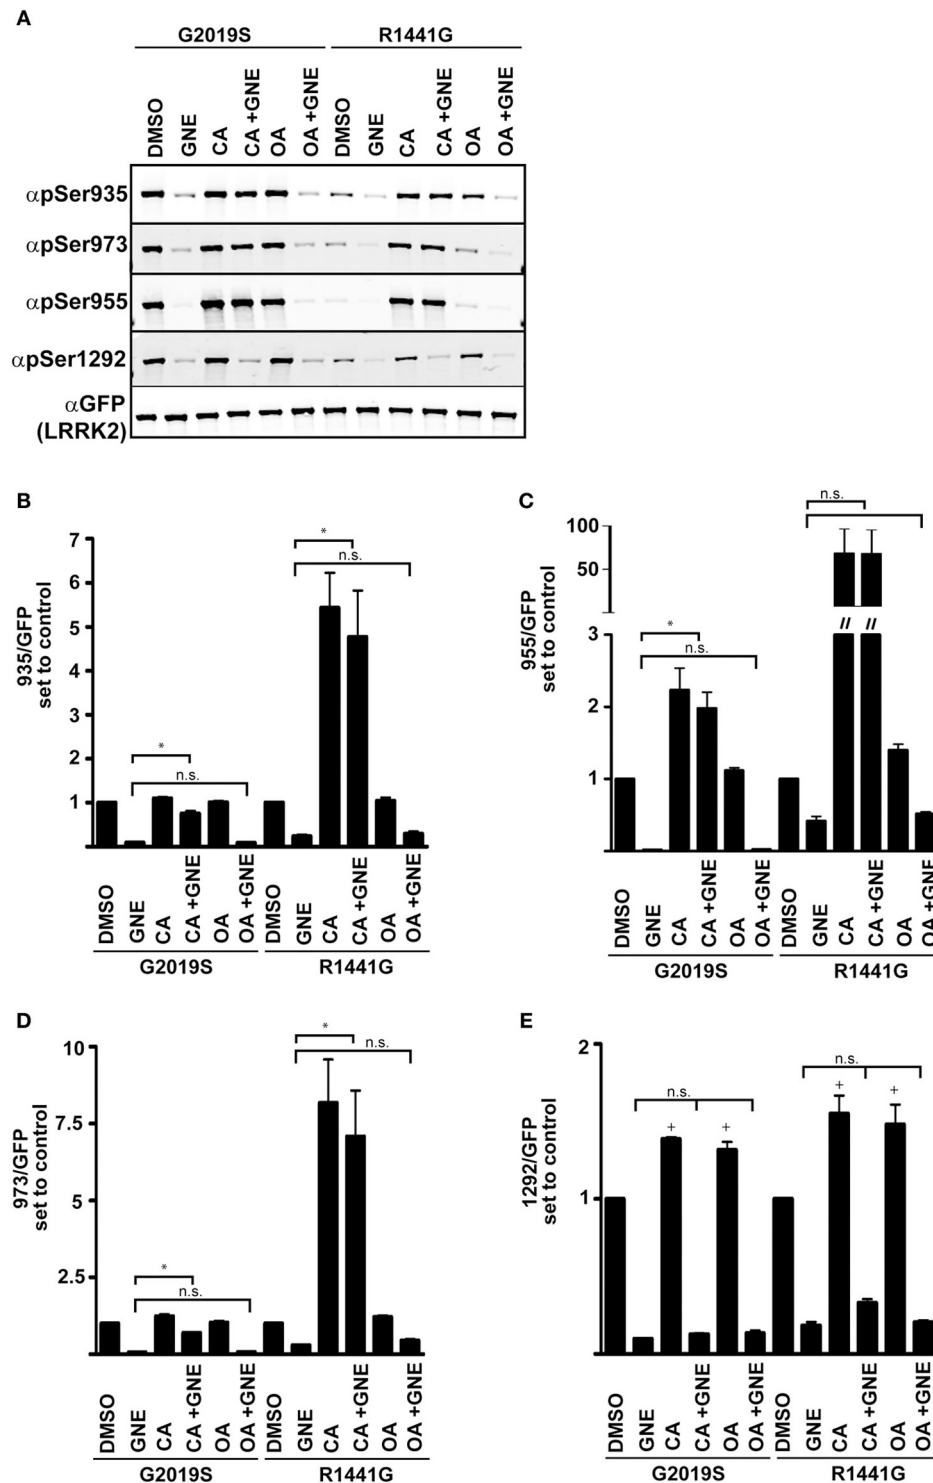 A
G2019S R1441G
DMSO GNE CA CA +GNE OA OA +GNE DMSO GNE CA CA +GNE OA OA +GNE
αpSer935
αpSer973
αpSer955
αpSer1292
αGFP
(LRRK2)
B
935/GFP
set to control
7
6
5
4
3
2
1
* n.s. * n.s.
DMSO GNE CA CA +GNE OA OA +GNE DMSO GNE CA CA +GNE OA OA +GNE
G2019S R1441G
C
955/GFP
set to control
100
50
3
2
1
* n.s. n.s.
// //
DMSO GNE CA CA +GNE OA OA +GNE DMSO GNE CA CA +GNE OA OA +GNE
G2019S R1441G
D
973/GFP
set to control
10
7.5
5
2.5
* n.s. * n.s.
DMSO GNE CA CA +GNE OA OA +GNE DMSO GNE CA CA +GNE OA OA +GNE
G2019S R1441G
E
1292/GFP
set to control
2
1
n.s. n.s.
+ + + +
DMSO GNE CA CA +GNE OA OA +GNE DMSO GNE CA CA +GNE OA OA +GNE
G2019S R1441G